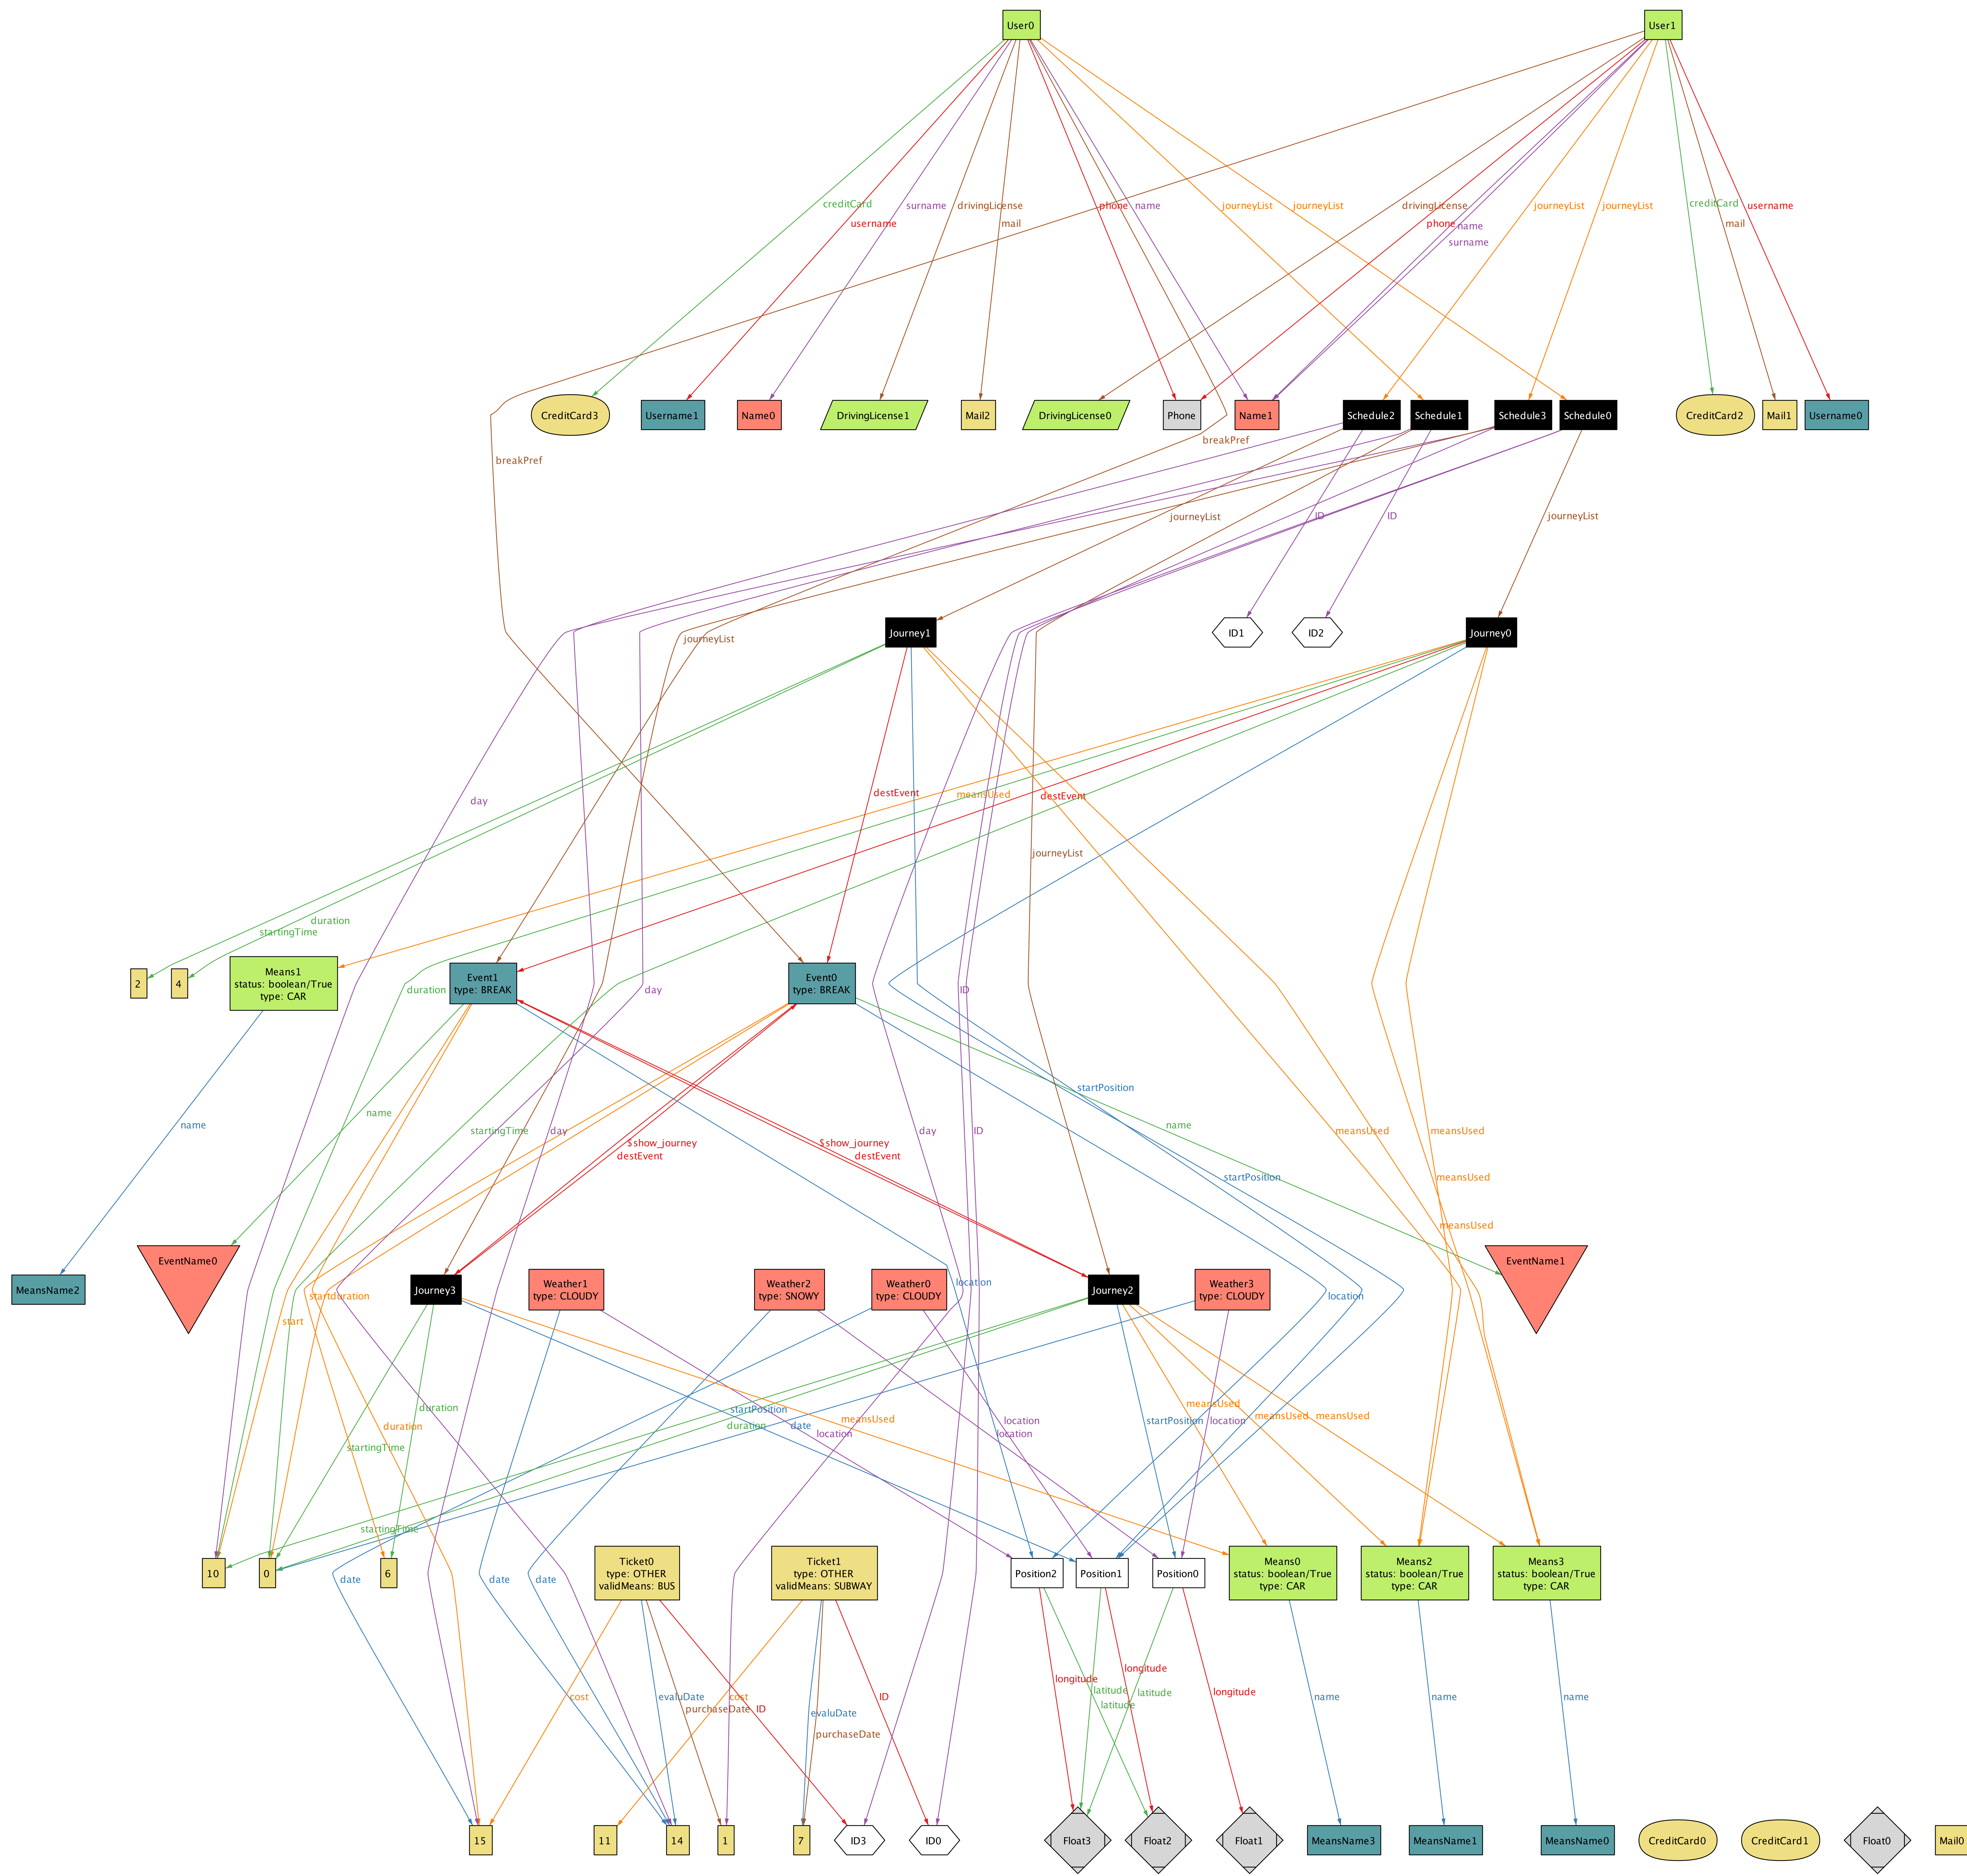 User0
User1
creditCard
username
surname
drivingLicense
mail
phone
name
journeyList
journeyList
drivingLicense
phone
name
surname
journeyList
journeyList
creditCard
mail
username
CreditCard3
Username1
Name0
DrivingLicense1
Mail2
DrivingLicense0
Phone
Name1
Schedule2
Schedule1
Schedule3
Schedule0
CreditCard2
Mail1
Username0
breakPref
breakPref
journeyList
ID
ID
journeyList
Journey1
ID1
ID2
Journey0
journeyList
day
destEvent
meansUsed
destEvent
journeyList
duration
startingTime
2
4
Means1
status: boolean/True
type: CAR
Event1
type: BREAK
Event0
type: BREAK
duration
day
ID
startPosition
name
name
startingTime
day
$show_journey
destEvent
$show_journey
destEvent
day
ID
name
meansUsed
meansUsed
startPosition
meansUsed
meansUsed
MeansName2
EventName0
Journey3
Weather1
type: CLOUDY
Weather2
type: SNOWY
Weather0
type: CLOUDY
location
Journey2
Weather3
type: CLOUDY
location
EventName1
start
start
duration
duration
duration
startingTime
startPosition
date
location
meansUsed
duration
location
location
startPosition
meansUsed
location
meansUsed
meansUsed
startingTime
10
0
date
6
date
date
Ticket0
type: OTHER
validMeans: BUS
Ticket1
type: OTHER
validMeans: SUBWAY
Position2
Position1
Position0
Means0
status: boolean/True
type: CAR
Means2
status: boolean/True
type: CAR
Means3
status: boolean/True
type: CAR
cost
evaluDate
purchaseDate
cost
ID
evaluDate
purchaseDate
ID
longitude
latitude
latitude
longitude
latitude
longitude
name
name
name
15
11
14
1
7
ID3
ID0
Float3
Float2
Float1
MeansName3
MeansName1
MeansName0
CreditCard0
CreditCard1
Float0
Mail0